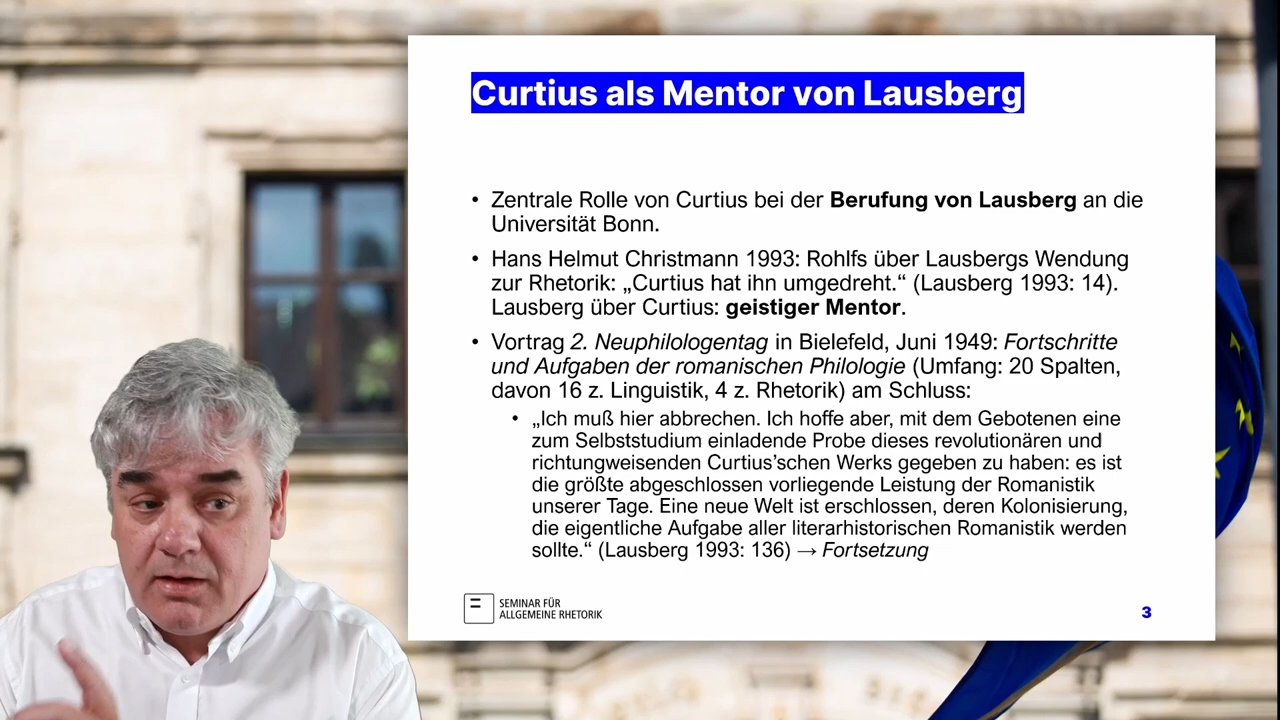 Curtius als Mentor von Lausberg
• Zentrale Rolle von Curtius bei der Berufung von Lausberg an die
Universität Bonn.
• Hans Helmut Christmann 1993: Rohlfs über Lausbergs Wendung
zur Rhetorik: „Curtius hat ihn umgedreht.“ (Lausberg 1993: 14).
Lausberg über Curtius: geistiger Mentor.
• Vortrag 2. Neuphilologentag in Bielefeld, Juni 1949: Fortschritte
und Aufgaben der romanischen Philologie (Umfang: 20 Spalten,
davon 16 z. Linguistik, 4 z. Rhetorik) am Schluss:
• „Ich muß hier abbrechen. Ich hoffe aber, mit dem Gebotenen eine
zum Selbststudium einladende Probe dieses revolutionären und
richtungweisenden Curtius’schen Werks gegeben zu haben: es ist
die größte abgeschlossen vorliegende Leistung der Romanistik
unserer Tage. Eine neue Welt ist erschlossen, deren Kolonisierung,
die eigentliche Aufgabe aller literarhistorischen Romanistik werden
sollte.“ (Lausberg 1993: 136) → Fortsetzung
SEMINAR FÜR
ALLGEMEINE RHETORIK
3